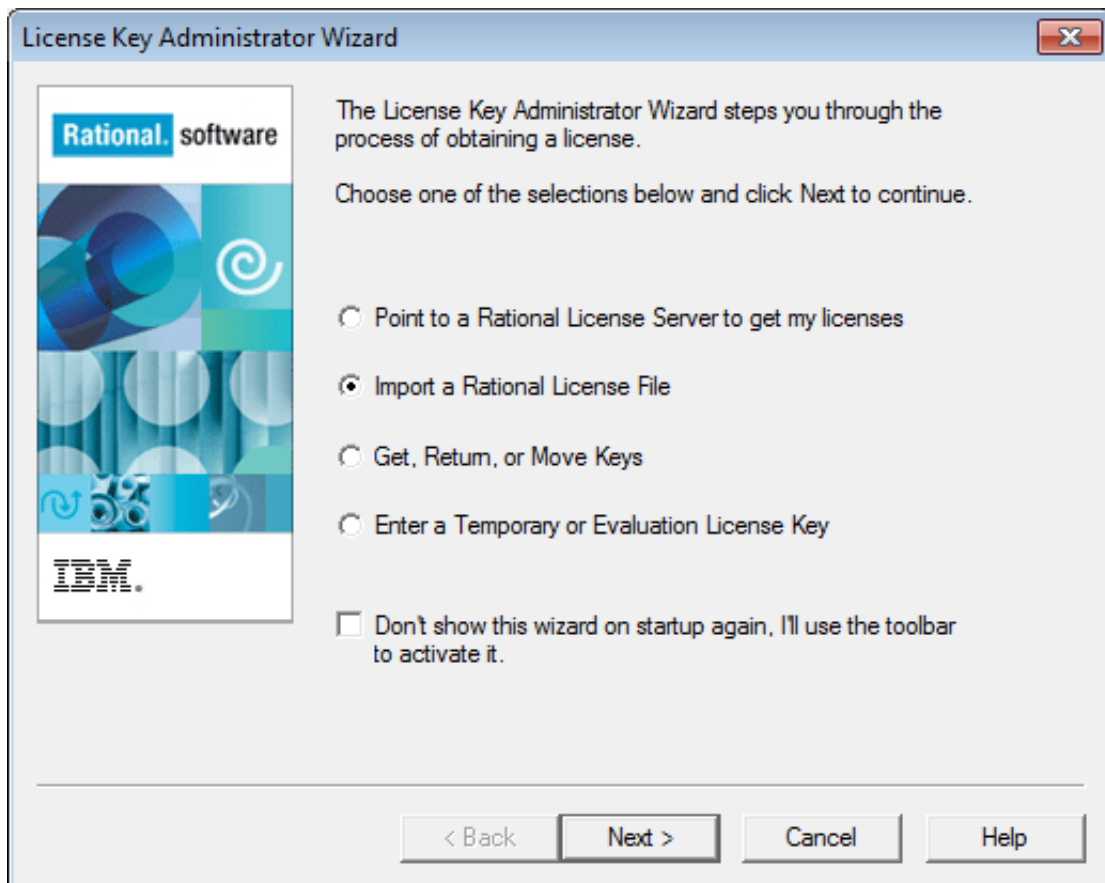 License Key Administrator Wizard
Rational. software
The License Key Administrator Wizard steps you through the
process of obtaining a license.
Choose one of the selections below and click Next to continue.
Point to a Rational License Server to get my licenses
Import a Rational License File
Get, Return, or Move Keys
Enter a Temporary or Evaluation License Key
IBM.
Don't show this wizard on startup again, I'll use the toolbar
to activate it.
< Back
Next >
Cancel
Help